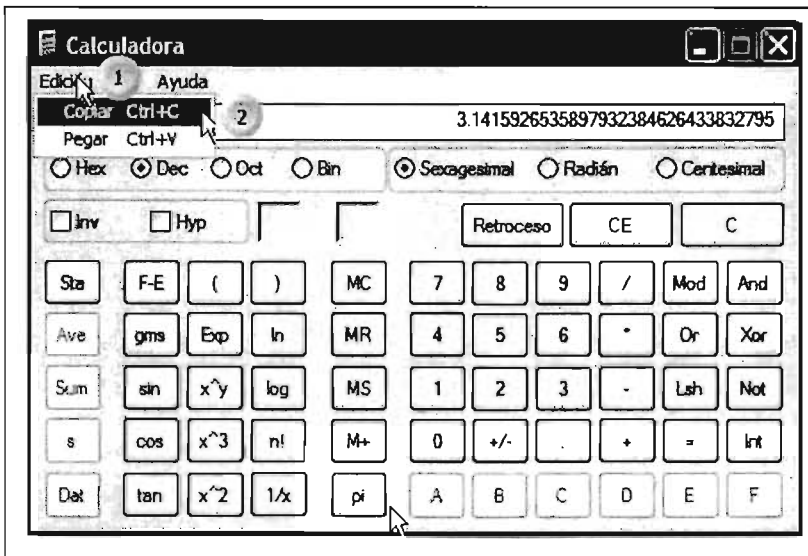 Calculadora
Edición 1 Ayuda
Copiar Ctrl+C 2
3.1415926535897932384626433832795
Pegar Ctrl+V
Hex Dec Oct Bin Sexagesimal Radián Centesimal
Inv Hyp Retroceso CE C
Sta F-E ( ) MC 7 8 9 / Mod And
Ave gms Exp ln MR 4 5 6 * Or Xor
Sum sin x^y log MS 1 2 3 - Lsh Not
s cos x^3 n! M+ 0 +/- . + = Int
Dat tan x^2 1/x pi A B C D E F